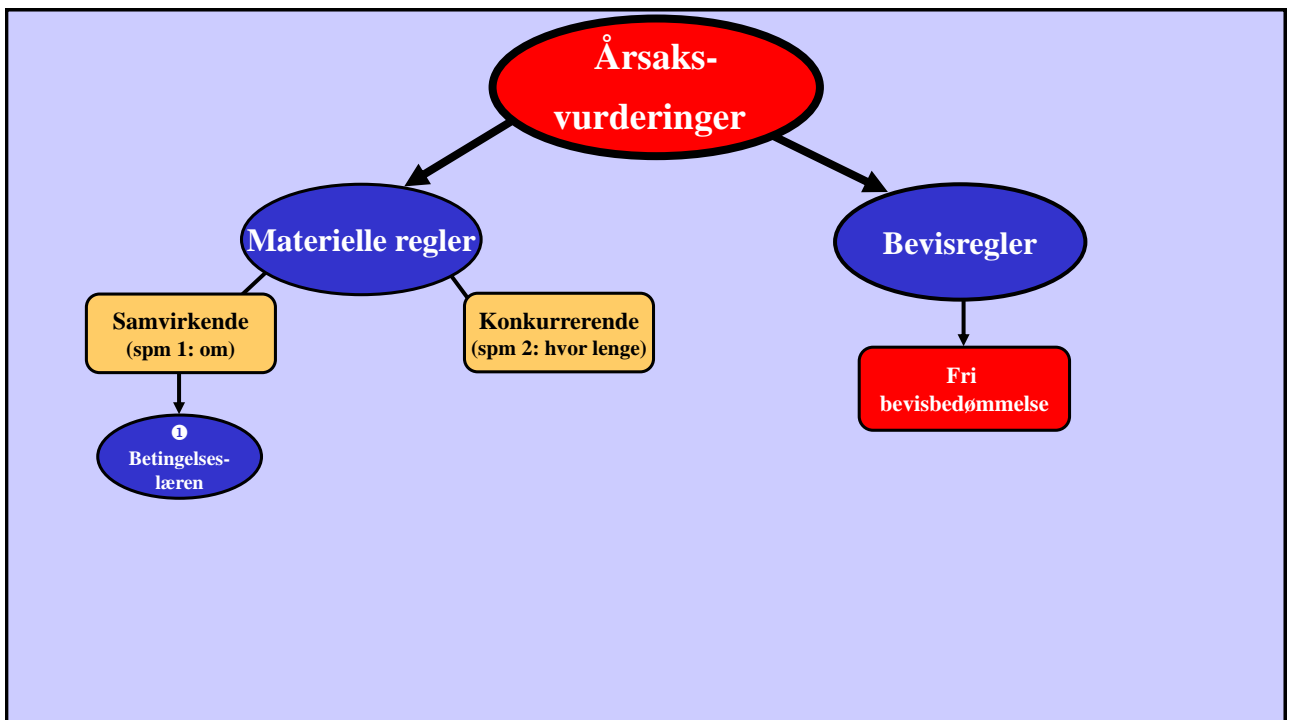 Årsaks-
vurderinger
Materielle regler
Bevisregler
Samvirkende
(spm 1: om)
Konkurrerende
(spm 2: hvor lenge)
Fri
bevisbedømmelse
❶
Betingelses-
læren